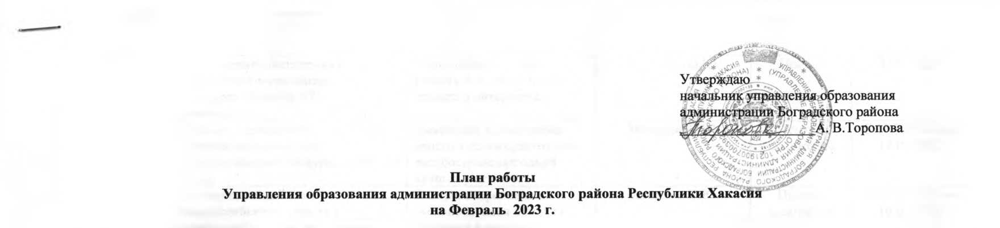 Утверждаю
начальник управления образования
администрации Боградского района
А. В.Торопова
План работы
Управления образования администрации Боградского района Республики Хакасия
на Февраль 2023 г.